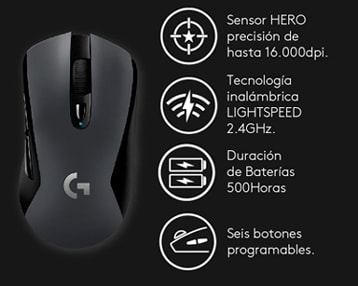 Sensor HERO
precisión de
hasta 16.000dpi.
Tecnología
inalámbrica
LIGHTSPEED
2.4GHz.
Duración
de Baterías
500Horas
Seis botones
programables.
G